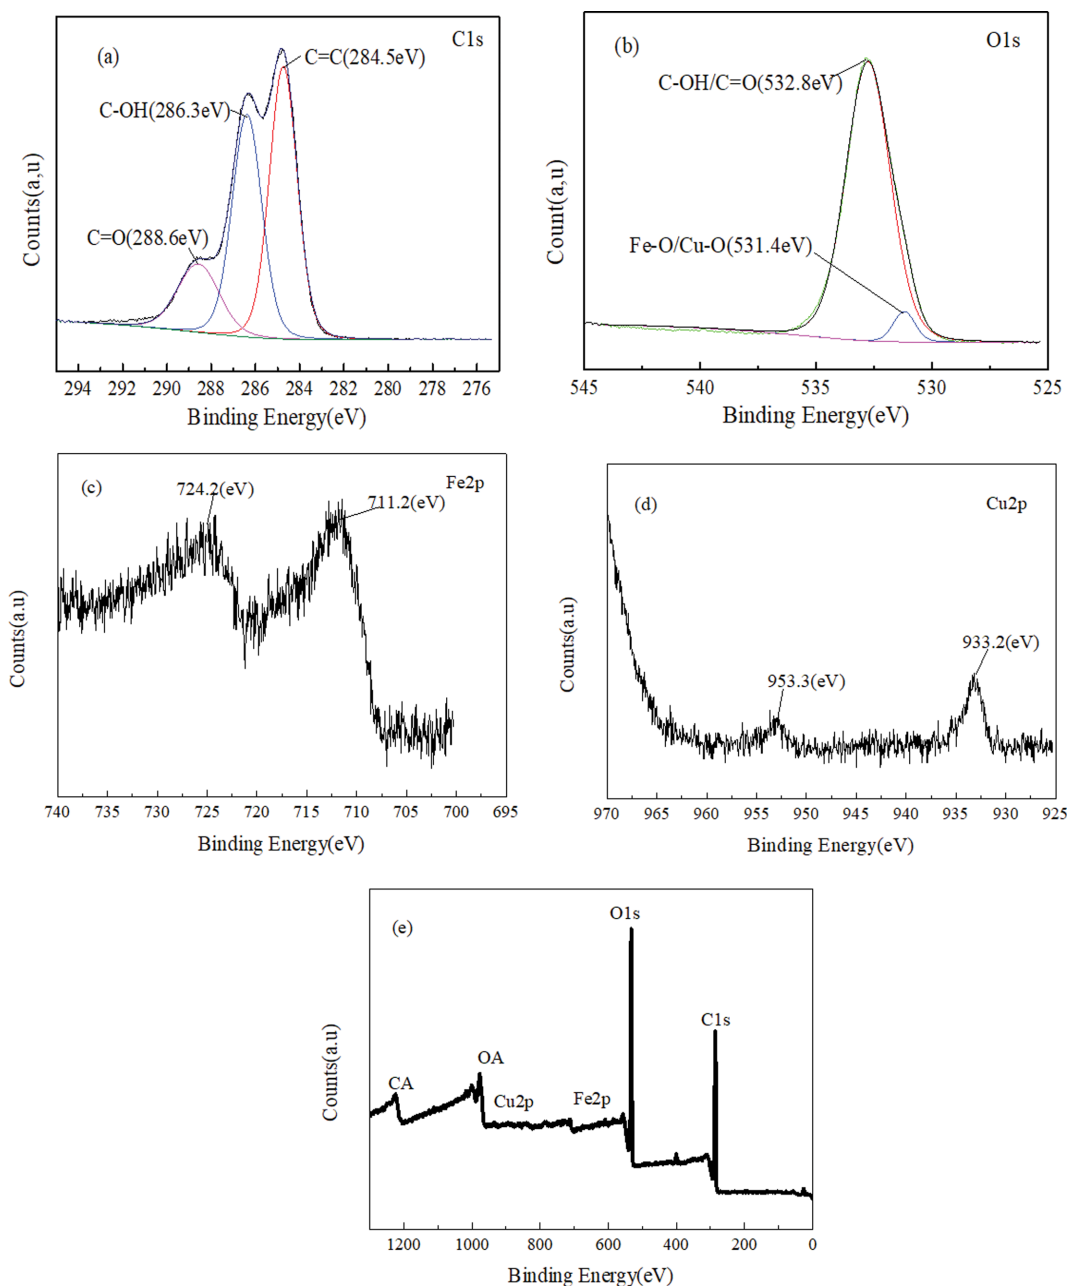 (a)
C1s
C=C(284.5eV)
C-OH(286.3eV)
C=O(288.6eV)
Counts(a,u)
294 292 290 288 286 284 282 280 278 276
Binding Energy(eV)
(b)
O1s
C-OH/C=O(532.8eV)
Fe-O/Cu-O(531.4eV)
Count(a,u)
545 540 535 530 525
Binding Energy(eV)
(c)
Fe2p
724.2(eV)
711.2(eV)
Counts(a.u)
740 735 730 725 720 715 710 705 700 695
Binding Energy(eV)
(d)
Cu2p
933.2(eV)
953.3(eV)
Counts(a.u)
970 965 960 955 950 945 940 935 930 925
Binding Energy(eV)
(e)
O1s
C1s
OA
CA
Cu2p
Fe2p
Counts(a.u)
1200 1000 800 600 400 200 0
Binding Energy(eV)